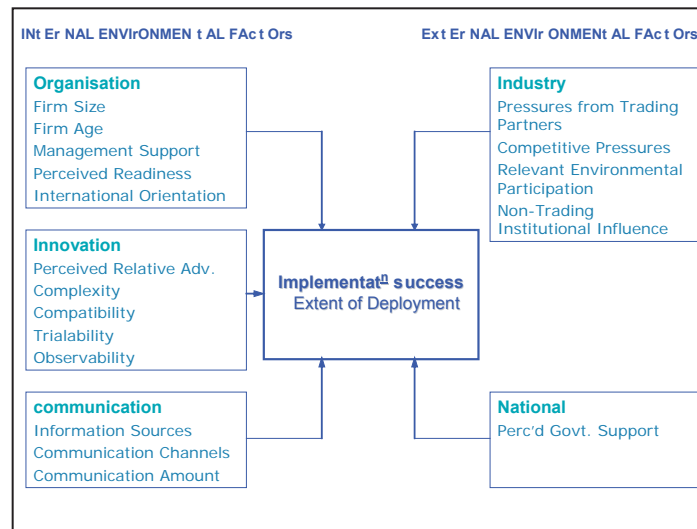 INt Er NAL ENVIrONMEN t AL FAc t Ors
Ext Er NAL ENVIr ONMENt AL FAct Ors
Organisation
Firm Size
Firm Age
Management Support
Perceived Readiness
International Orientation
Innovation
Perceived Relative Adv.
Complexity
Compatibility
Trialability
Observability
communication
Information Sources
Communication Channels
Communication Amount
Implementatn success
Extent of Deployment
Industry
Pressures from Trading
Partners
Competitive Pressures
Relevant Environmental
Participation
Non-Trading
Institutional Influence
National
Perc'd Govt. Support